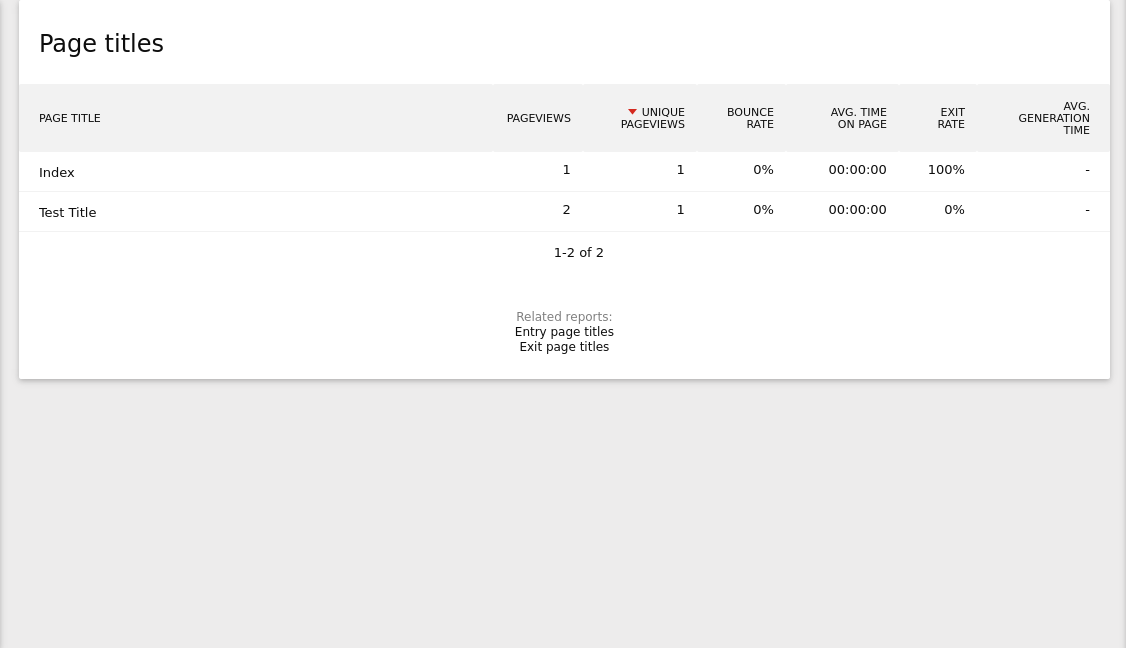 Page titles
PAGE TITLE PAGEVIEWS UNIQUE PAGEVIEWS BOUNCE RATE AVG. TIME ON PAGE EXIT RATE AVG. GENERATION TIME
Index 1 1 0% 00:00:00 100% -
Test Title 2 1 0% 00:00:00 0% -
1-2 of 2
Related reports:
Entry page titles
Exit page titles